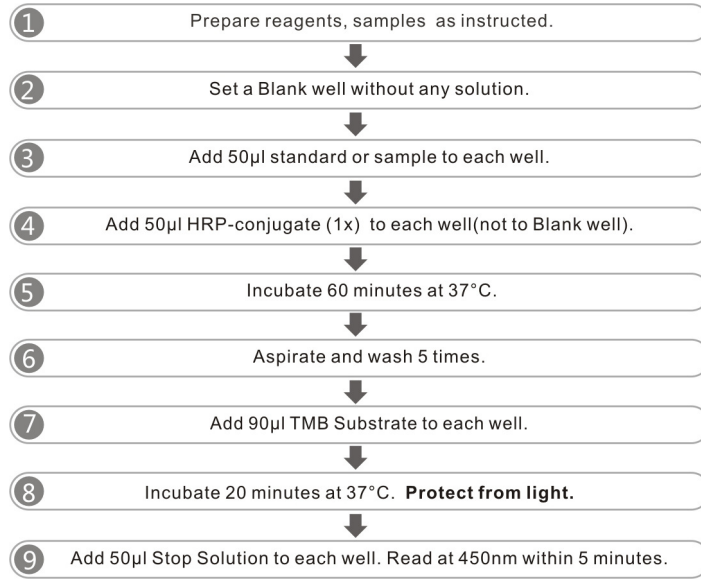 1 Prepare reagents, samples as instructed.
2 Set a Blank well without any solution.
3 Add 50µl standard or sample to each well.
4 Add 50µl HRP-conjugate (1x) to each well(not to Blank well).
5 Incubate 60 minutes at 37°C.
6 Aspirate and wash 5 times.
7 Add 90µl TMB Substrate to each well.
8 Incubate 20 minutes at 37°C. Protect from light.
9 Add 50µl Stop Solution to each well. Read at 450nm within 5 minutes.